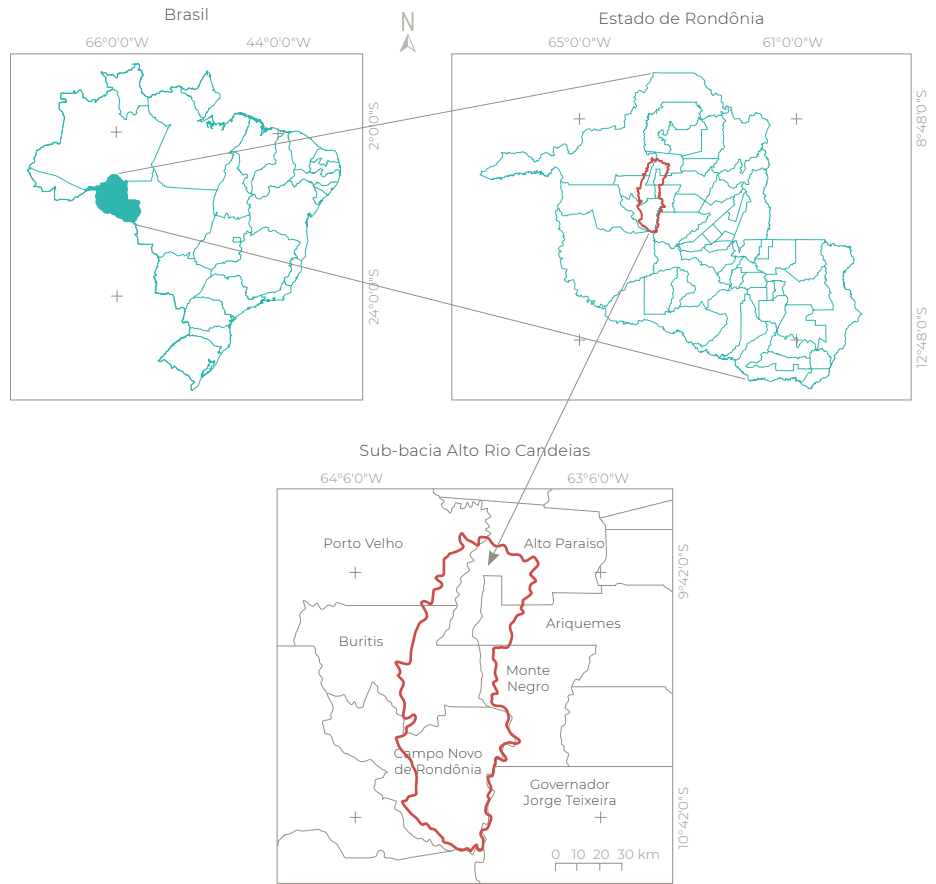 Brasil
N
Estado de Rondônia
66°0'0"W
44°0'0"W
65°0'0"W
61°0'0"W
2°0'0"S
24°0'0"S
8°48'0"S
12°48'0"S
Sub-bacia Alto Rio Candeias
64°6'0"W
63°6'0"W
Porto Velho
Alto Paraiso
9°42'0"S
Ariquemes
Buritis
Monte
Negro
Campo Novo
de Rondônia
Governador
Jorge Teixeira
10°42'0"S
0 10 20 30 km